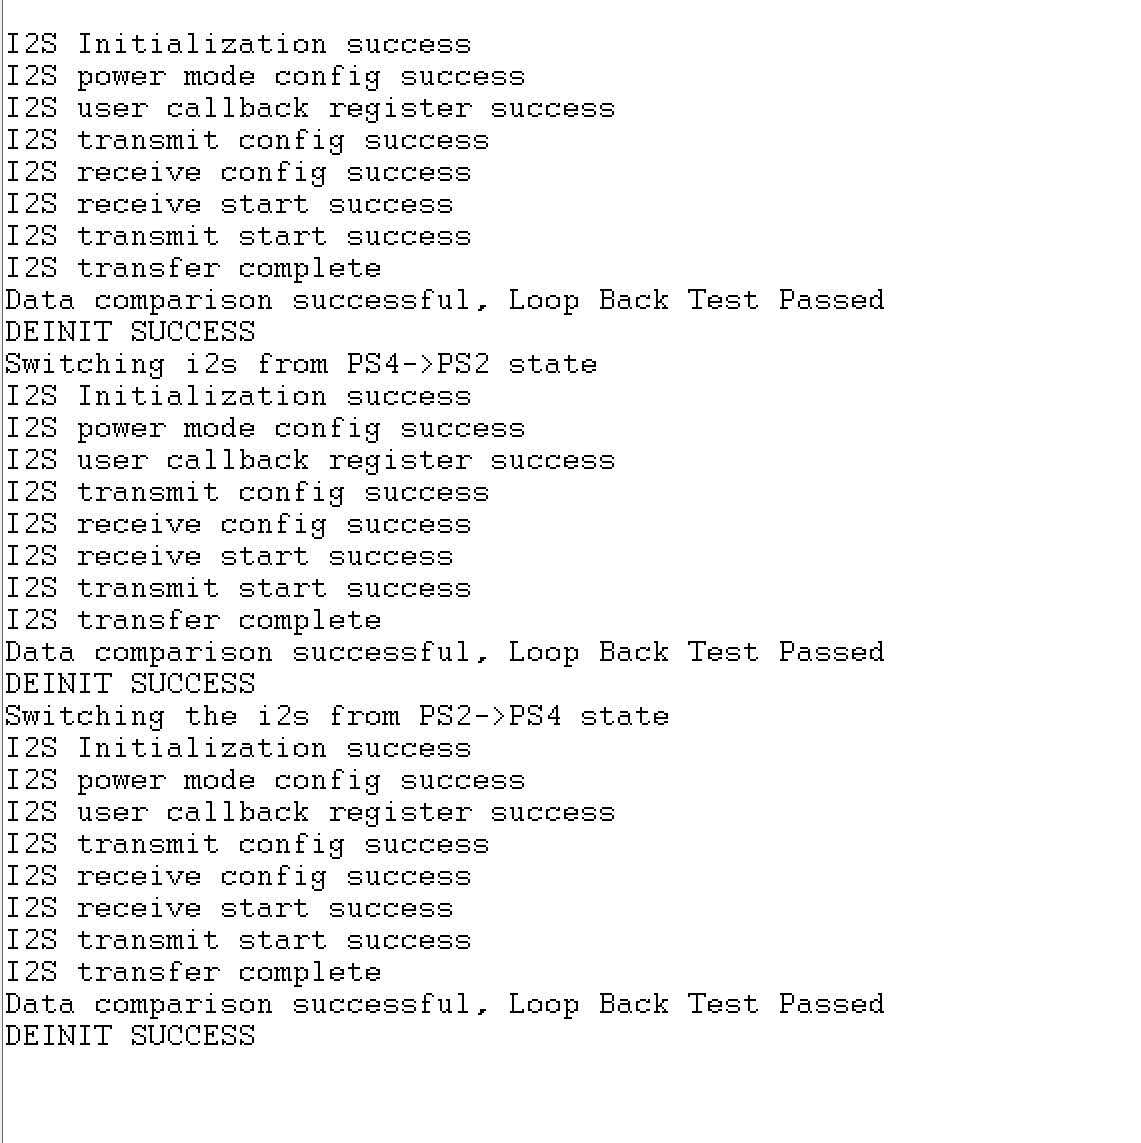 I2S Initialization success
I2S power mode config success
I2S user callback register success
I2S transmit config success
I2S receive config success
I2S receive start success
I2S transmit start success
I2S transfer complete
Data comparison successful, Loop Back Test Passed
DEINIT SUCCESS
Switching i2s from PS4->PS2 state
I2S Initialization success
I2S power mode config success
I2S user callback register success
I2S transmit config success
I2S receive config success
I2S receive start success
I2S transmit start success
I2S transfer complete
Data comparison successful, Loop Back Test Passed
DEINIT SUCCESS
Switching the i2s from PS2->PS4 state
I2S Initialization success
I2S power mode config success
I2S user callback register success
I2S transmit config success
I2S receive config success
I2S receive start success
I2S transmit start success
I2S transfer complete
Data comparison successful, Loop Back Test Passed
DEINIT SUCCESS